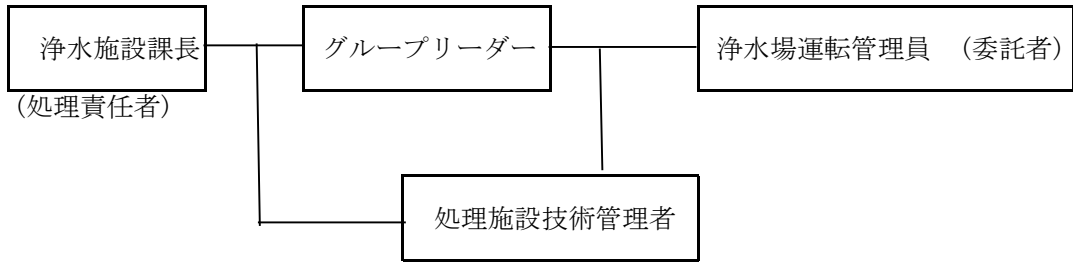 浄水施設課長
グループリーダー
浄水場運転管理員　（委託者）
（処理責任者）
処理施設技術管理者